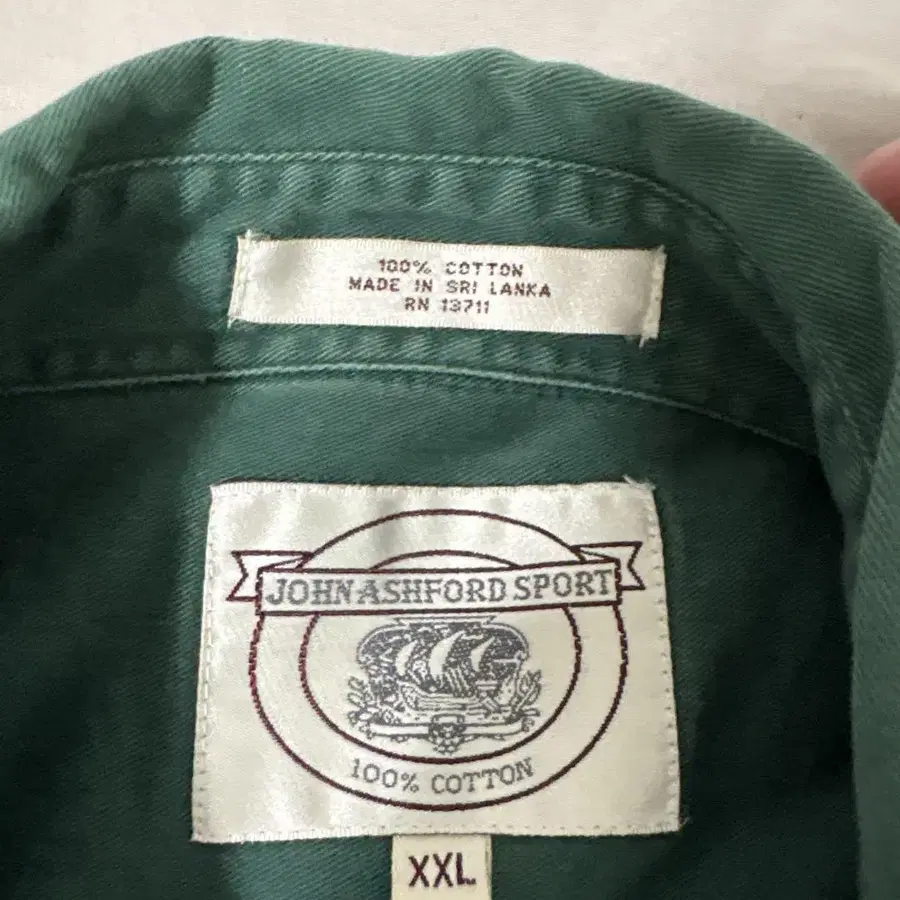 100% COTTON
MADE IN SRI LANKA
RN 13711
JOHN ASHFORD SPORT
100% COTTON
XXL